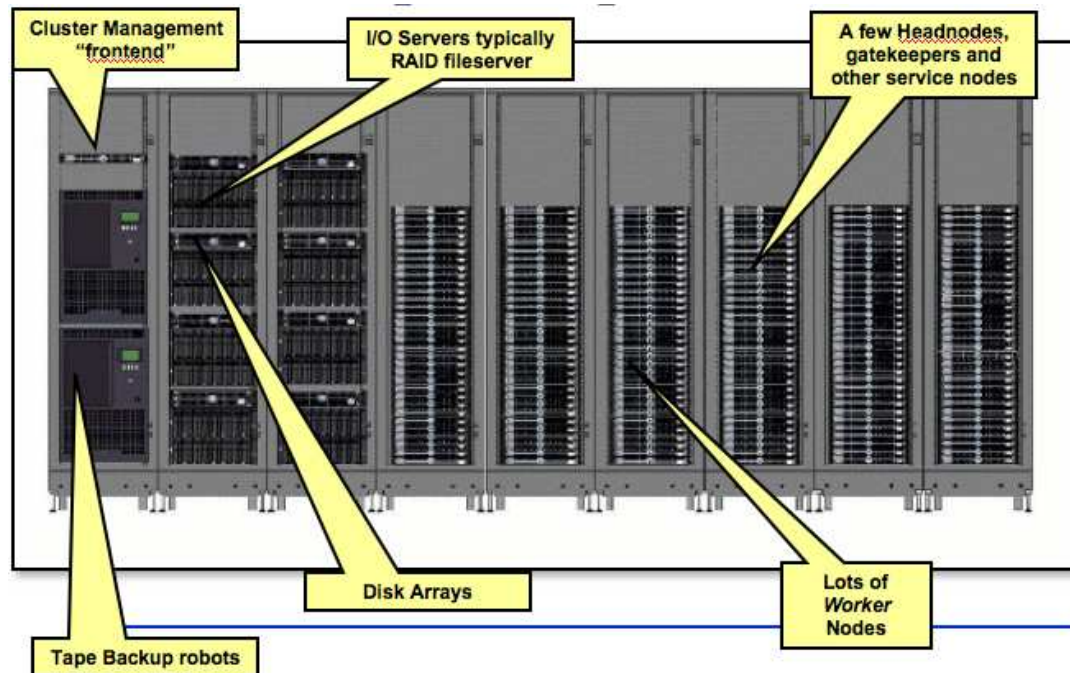 Cluster Management
“frontend”
I/O Servers typically
RAID fileserver
A few Headnodes,
gatekeepers and
other service nodes
Disk Arrays
Lots of
Worker
Nodes
Tape Backup robots